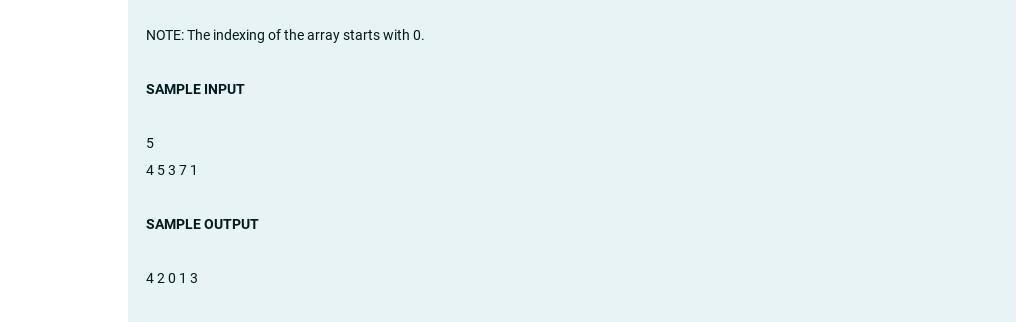 NOTE: The indexing of the array starts with 0.
SAMPLE INPUT
5
4 5 3 7 1
SAMPLE OUTPUT
4 2 0 1 3